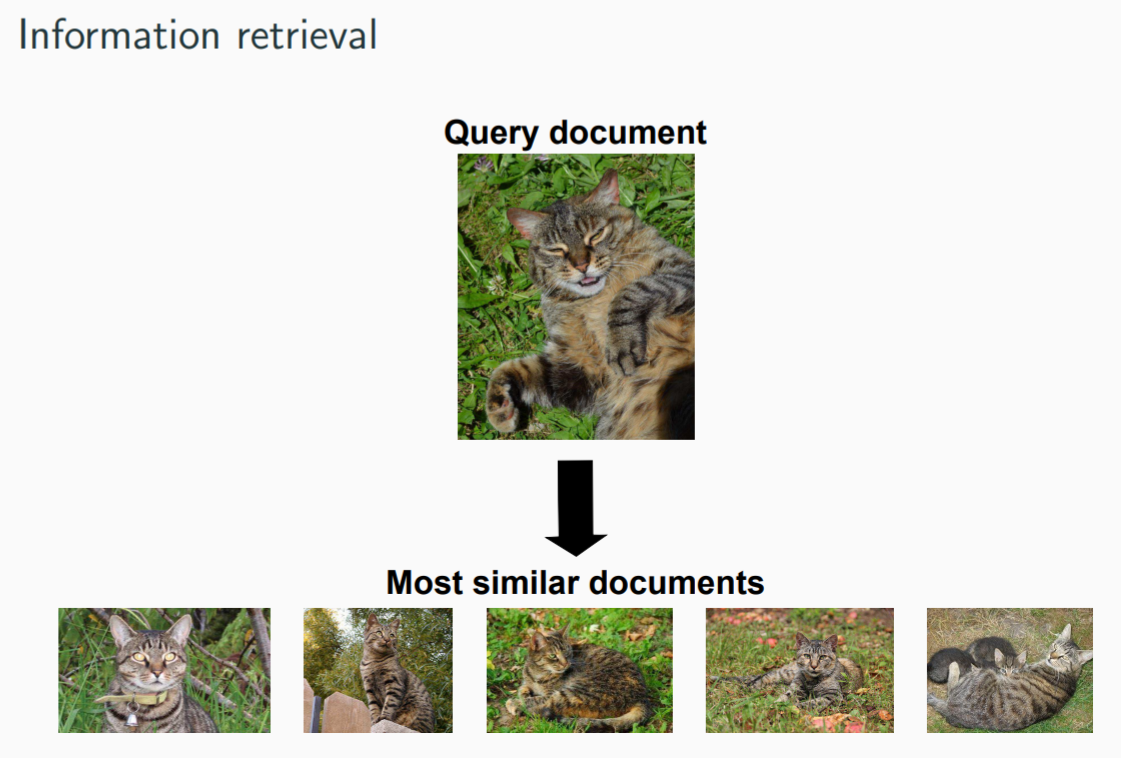 Information retrieval
Query document
Most similar documents